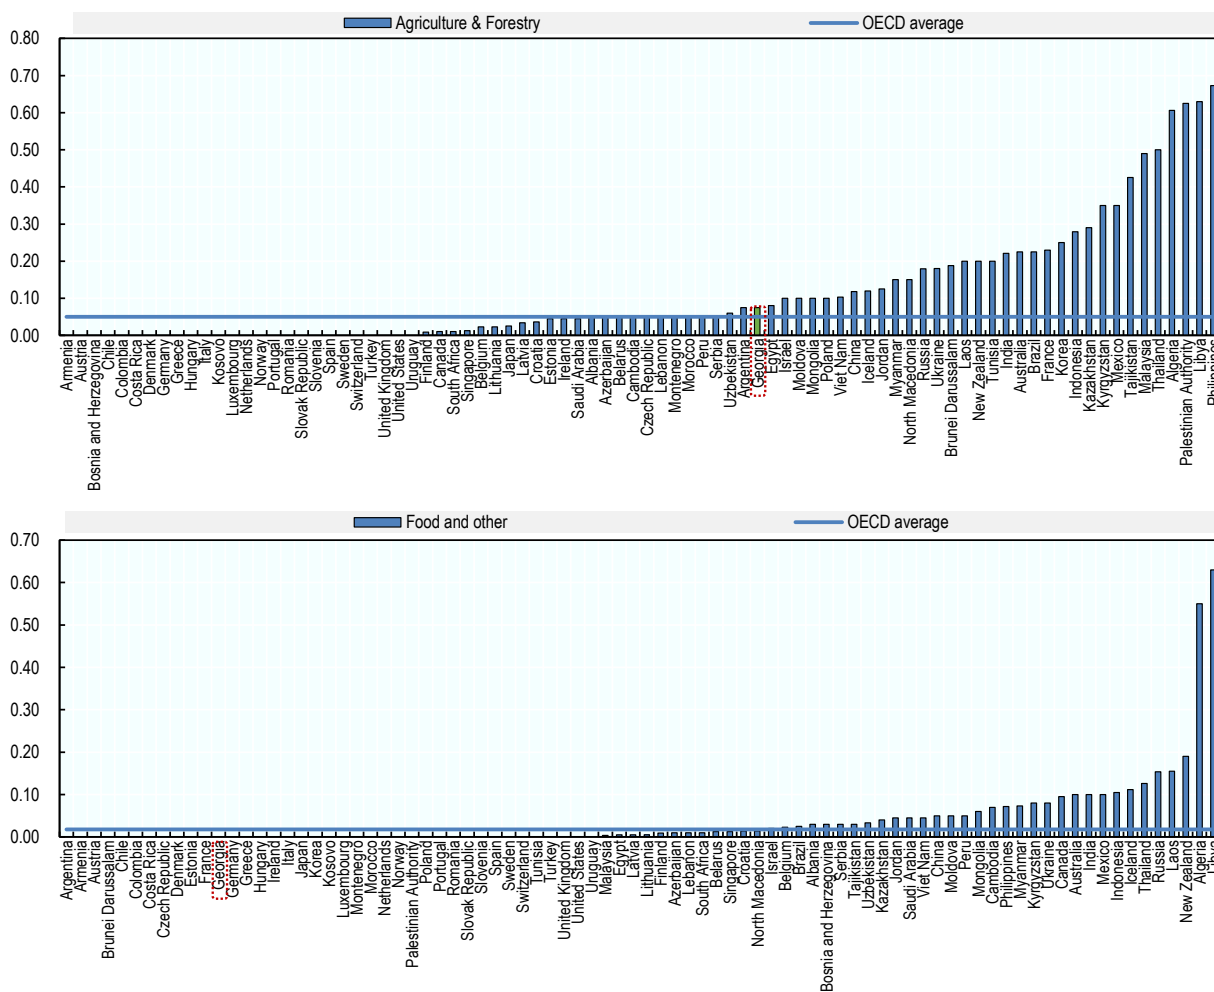 Agriculture & Forestry
OECD average
0.80
0.70
0.60
0.50
0.40
0.30
0.20
0.10
0.00
Armenia
Austria
Bosnia and Herzegovina
Chile
Colombia
Costa Rica
Denmark
Germany
Greece
Hungary
Italy
Kosovo
Luxembourg
Netherlands
Norway
Portugal
Romania
Slovak Republic
Slovenia
Spain
Sweden
Switzerland
Turkey
United Kingdom
United States
Uruguay
Finland
Canada
South Africa
Singapore
Belgium
Lithuania
Japan
Latvia
Croatia
Estonia
Ireland
Saudi Arabia
Albania
Azerbaijan
Belarus
Cambodia
Czech Republic
Lebanon
Montenegro
Morocco
Peru
Serbia
Uzbekistan
Argentina
Georgia
Egypt
Israel
Moldova
Mongolia
Poland
Viet Nam
China
Iceland
Jordan
Myanmar
North Macedonia
Russia
Ukraine
Brunei Darussalam
Laos
New Zealand
Tunisia
India
Australia
Brazil
France
Korea
Indonesia
Kazakhstan
Kyrgyzstan
Mexico
Tajikistan
Malaysia
Thailand
Algeria
Palestinian Authority
Libya
Philippines
Food and other
OECD average
0.70
0.60
0.50
0.40
0.30
0.20
0.10
0.00
Argentina
Armenia
Austria
Brunei Darussalam
Chile
Colombia
Costa Rica
Czech Republic
Denmark
Estonia
France
Georgia
Germany
Greece
Hungary
Ireland
Italy
Japan
Korea
Kosovo
Luxembourg
Montenegro
Morocco
Netherlands
Norway
Palestinian Authority
Poland
Portugal
Romania
Slovak Republic
Slovenia
Spain
Sweden
Switzerland
Tunisia
Turkey
United Kingdom
United States
Uruguay
Malaysia
Egypt
Latvia
Lithuania
Finland
Azerbaijan
Lebanon
South Africa
Belarus
Singapore
Croatia
North Macedonia
Israel
Belgium
Brazil
Albania
Bosnia and Herzegovina
Serbia
Tajikistan
Uzbekistan
Kazakhstan
Jordan
Saudi Arabia
Viet Nam
China
Moldova
Peru
Mongolia
Cambodia
Philippines
Myanmar
Kyrgyzstan
Ukraine
Canada
Australia
India
Mexico
Indonesia
Iceland
Thailand
Russia
Laos
New Zealand
Algeria
Libya